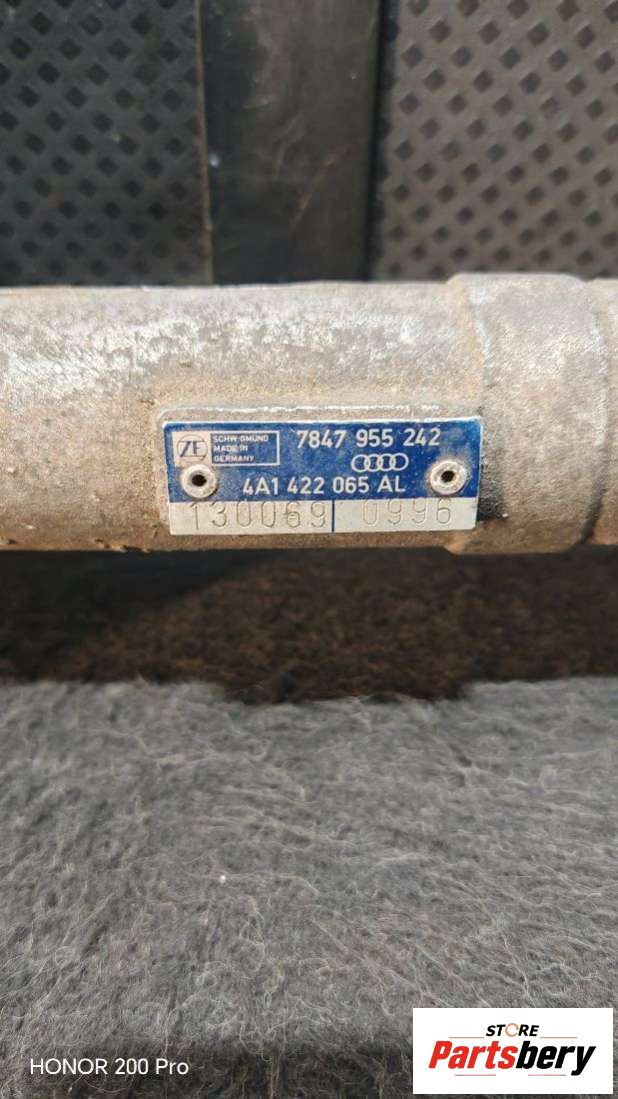 ZF
SCHW.GMÜND
MADE IN
GERMANY
7847 955 242
4A1 422 065 AL
130069 0996
HONOR 200 Pro
STORE
Partsbery